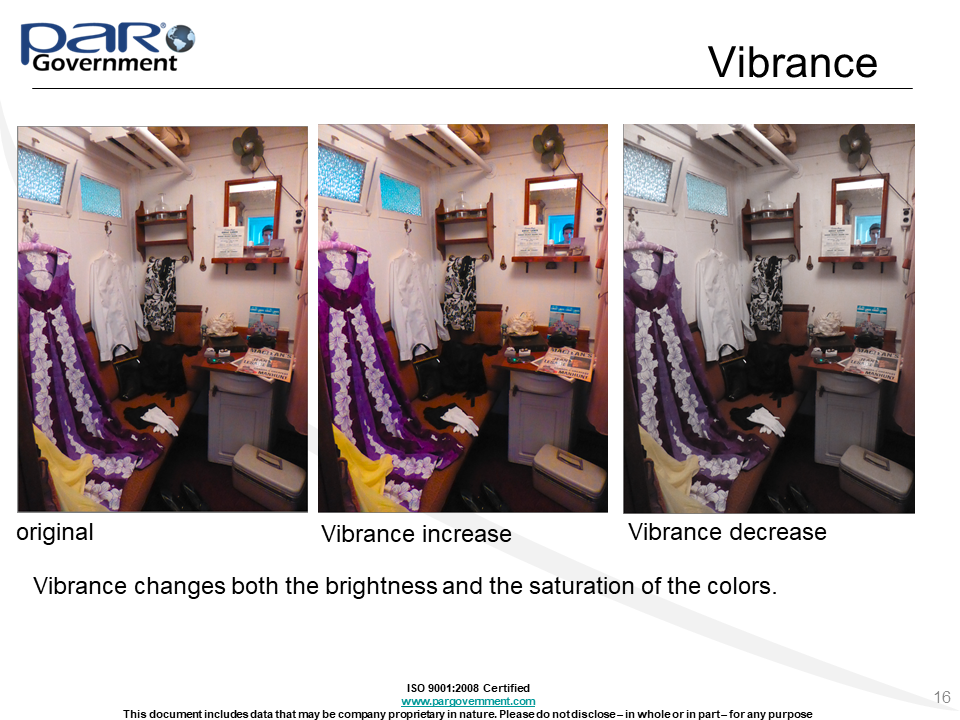 PAR®
Government
Vibrance
original
Vibrance increase
Vibrance decrease
Vibrance changes both the brightness and the saturation of the colors.
ISO 9001:2008 Certified
www.pargovernment.com
This document includes data that may be company proprietary in nature. Please do not disclose – in whole or in part – for any purpose
16